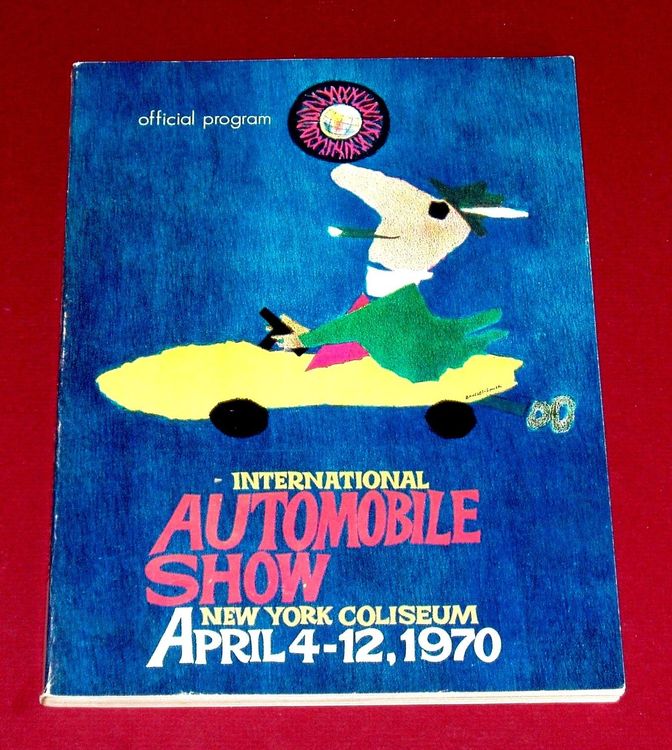 official program
INTERNATIONAL
AUTOMOBILE
SHOW
NEW YORK COLISEUM
APRIL 4-12, 1970